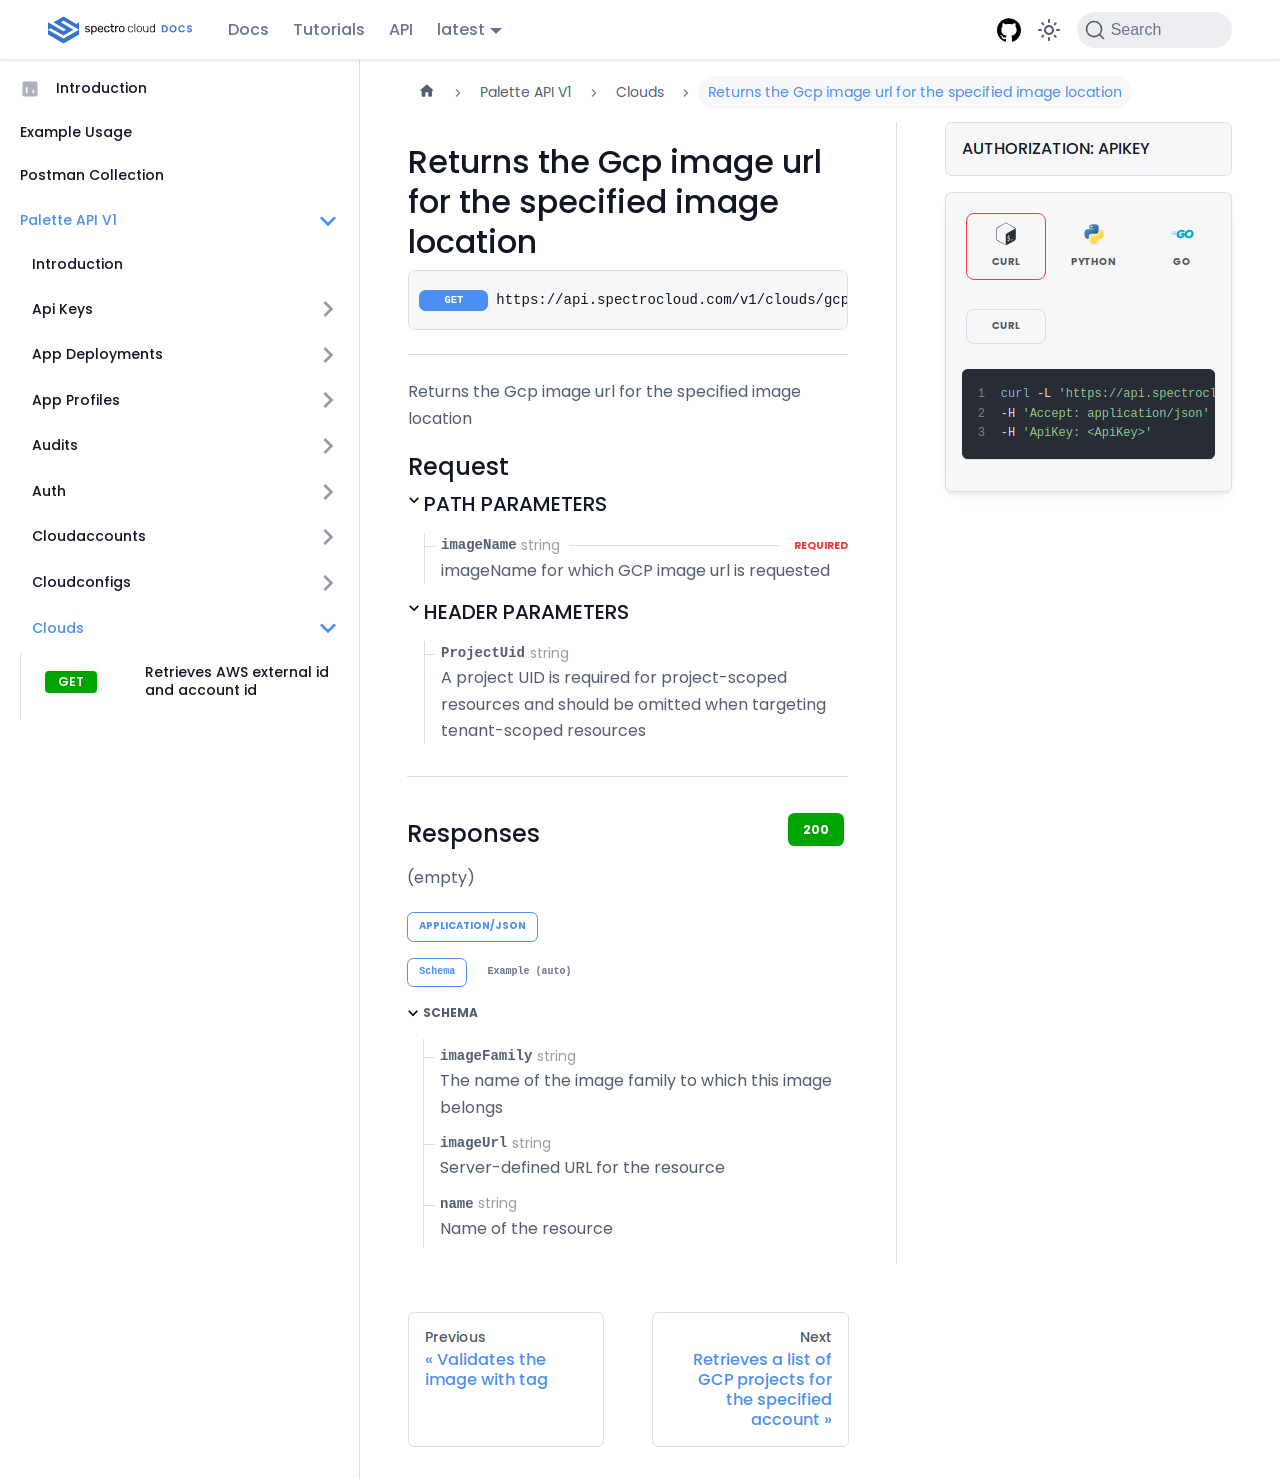 spectro cloud DOCS
Docs Tutorials API latest
Search
Introduction
Example Usage
Postman Collection
Palette API V1
Introduction
Api Keys
App Deployments
App Profiles
Audits
Auth
Cloudaccounts
Cloudconfigs
Clouds
GET Retrieves AWS external id
and account id
Palette API V1 Clouds Returns the Gcp image url for the specified image location
Returns the Gcp image url
for the specified image
location
GET https://api.spectrocloud.com/v1/clouds/gcp
Returns the Gcp image url for the specified image
location
Request
PATH PARAMETERS
imageName string REQUIRED
imageName for which GCP image url is requested
HEADER PARAMETERS
ProjectUid string
A project UID is required for project-scoped
resources and should be omitted when targeting
tenant-scoped resources
Responses 200
(empty)
APPLICATION/JSON
Schema Example (auto)
SCHEMA
imageFamily string
The name of the image family to which this image
belongs
imageUrl string
Server-defined URL for the resource
name string
Name of the resource
Previous
« Validates the
image with tag
Next
Retrieves a list of
GCP projects for
the specified
account »
AUTHORIZATION: APIKEY
CURL PYTHON GO
CURL
1 curl -L 'https://api.spectrocl
2 -H 'Accept: application/json'
3 -H 'ApiKey: <ApiKey>'